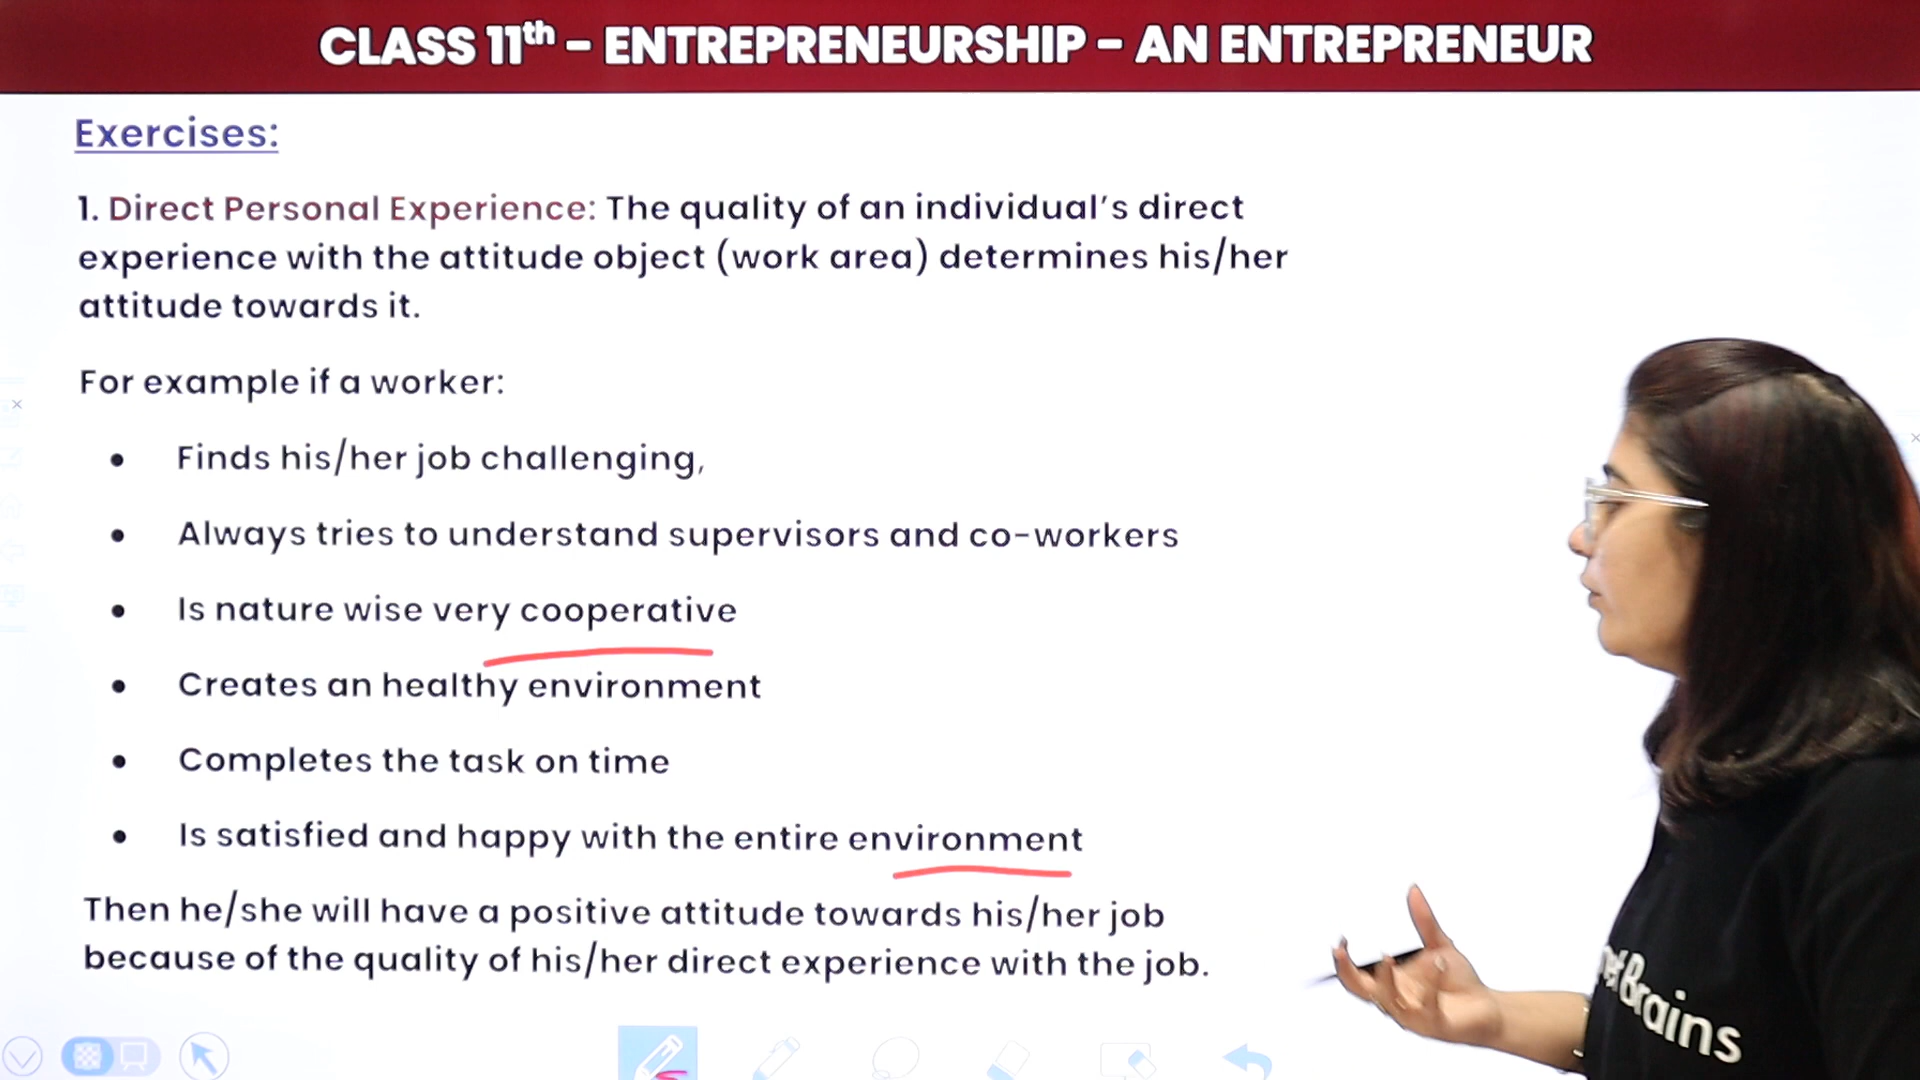 CLASS 11th – ENTREPRENEURSHIP – AN ENTREPRENEUR
Exercises:
1. Direct Personal Experience: The quality of an individual's direct
experience with the attitude object (work area) determines his/her
attitude towards it.
For example if a worker:
• Finds his/her job challenging,
• Always tries to understand supervisors and co-workers
• Is nature wise very cooperative
• Creates an healthy environment
• Completes the task on time
• Is satisfied and happy with the entire environment
Then he/she will have a positive attitude towards his/her job
because of the quality of his/her direct experience with the job.
Brains